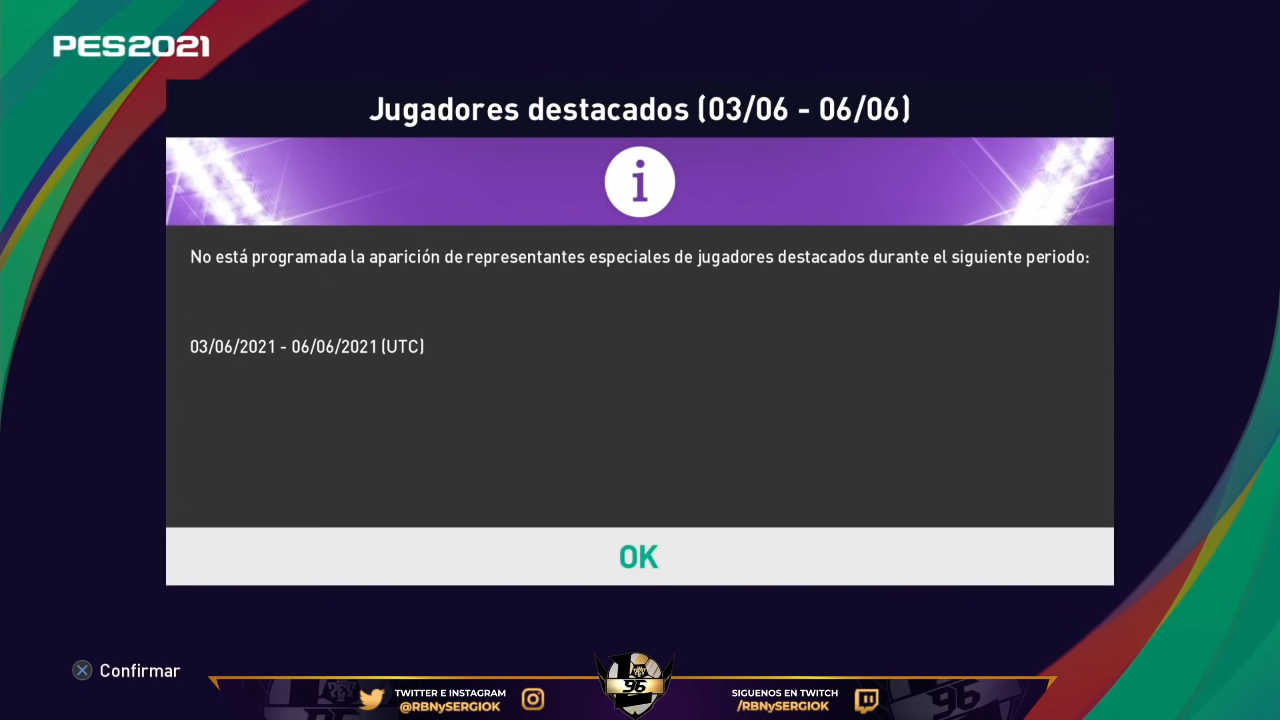 PES2021
Jugadores destacados (03/06 - 06/06)
No está programada la aparición de representantes especiales de jugadores destacados durante el siguiente periodo:
03/06/2021 - 06/06/2021 (UTC)
OK
Confirmar
TWITTER E INSTAGRAM
@RBNySERGIOK
96
SIGUENOS EN TWITCH
/RBNySERGIOK
96